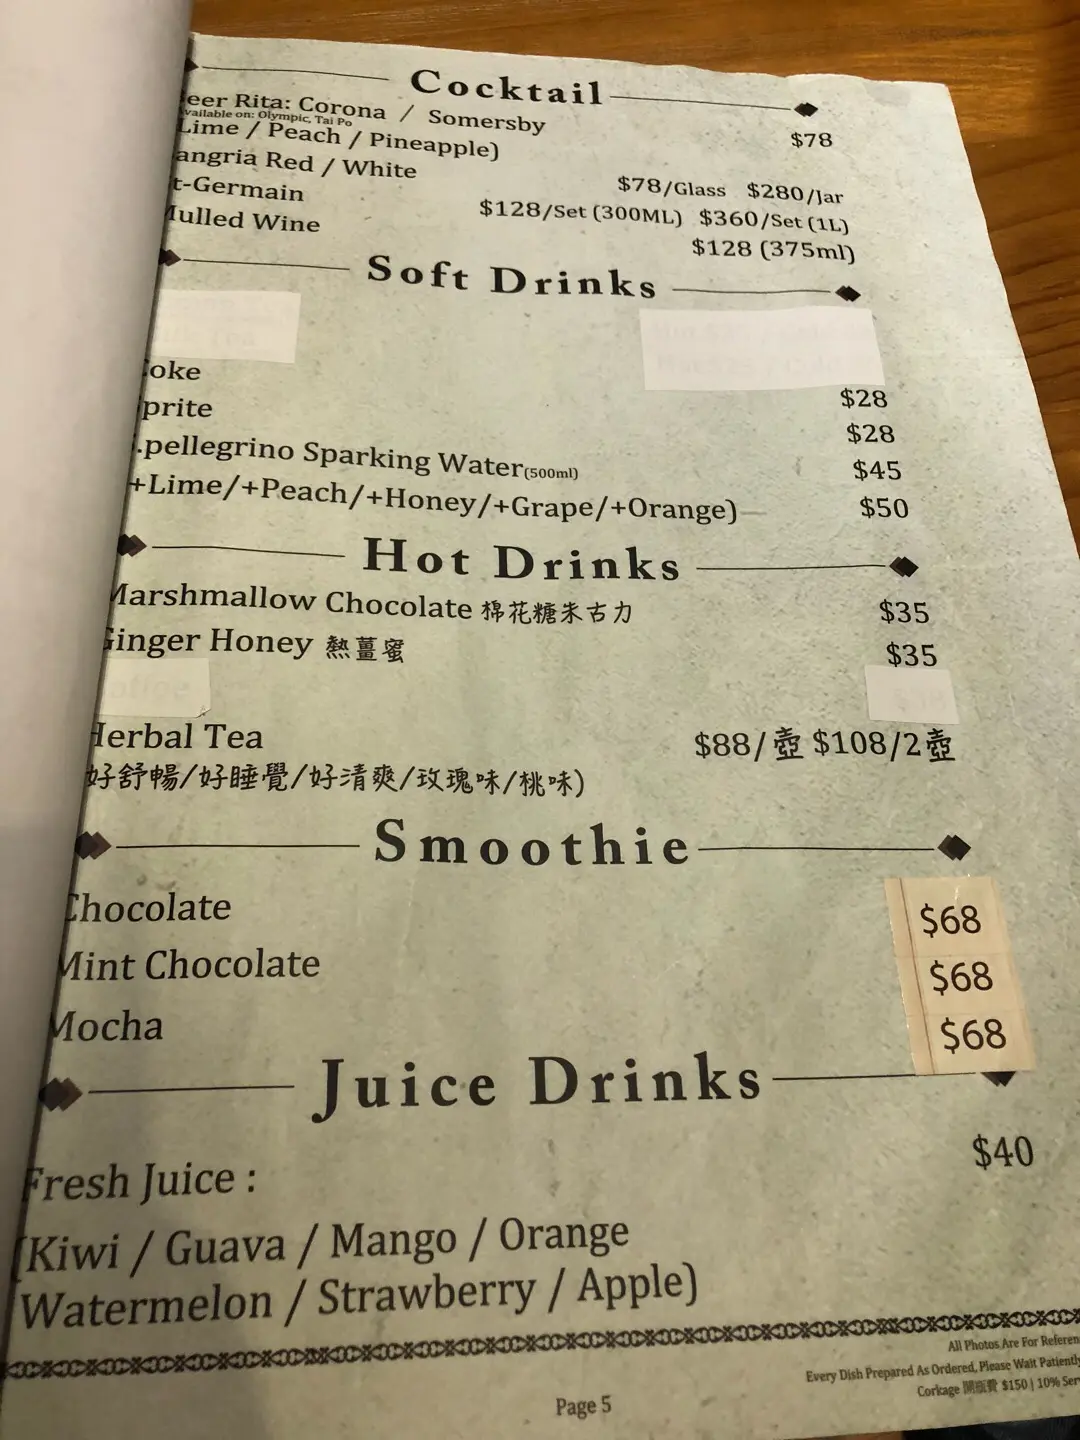 Cocktail
eer Rita: Corona / Somersby
vailable on: Olympic, Tai Po
Lime / Peach / Pineapple) $78
angria Red / White $78/Glass $280/Jar
t-Germain $128/Set (300ML) $360/Set (1L)
Mulled Wine $128 (375ml)
Soft Drinks
oke $28
prite $28
.pellegrino Sparking Water(500ml) $45
+Lime/+Peach/+Honey/+Grape/+Orange) $50
Hot Drinks
Marshmallow Chocolate 棉花糖朱古力 $35
Ginger Honey 熱薑蜜 $35
Herbal Tea $88/壺 $108/2壺
好舒暢/好睡覺/好清爽/玫瑰味/桃味)
Smoothie
Chocolate $68
Mint Chocolate $68
Mocha $68
Juice Drinks
Fresh Juice : $40
(Kiwi / Guava / Mango / Orange
Watermelon / Strawberry / Apple)
All Photos Are For Referen
Every Dish Prepared As Ordered, Please Wait Patiently
Corkage 開瓶費 $150 | 10% Ser
Page 5